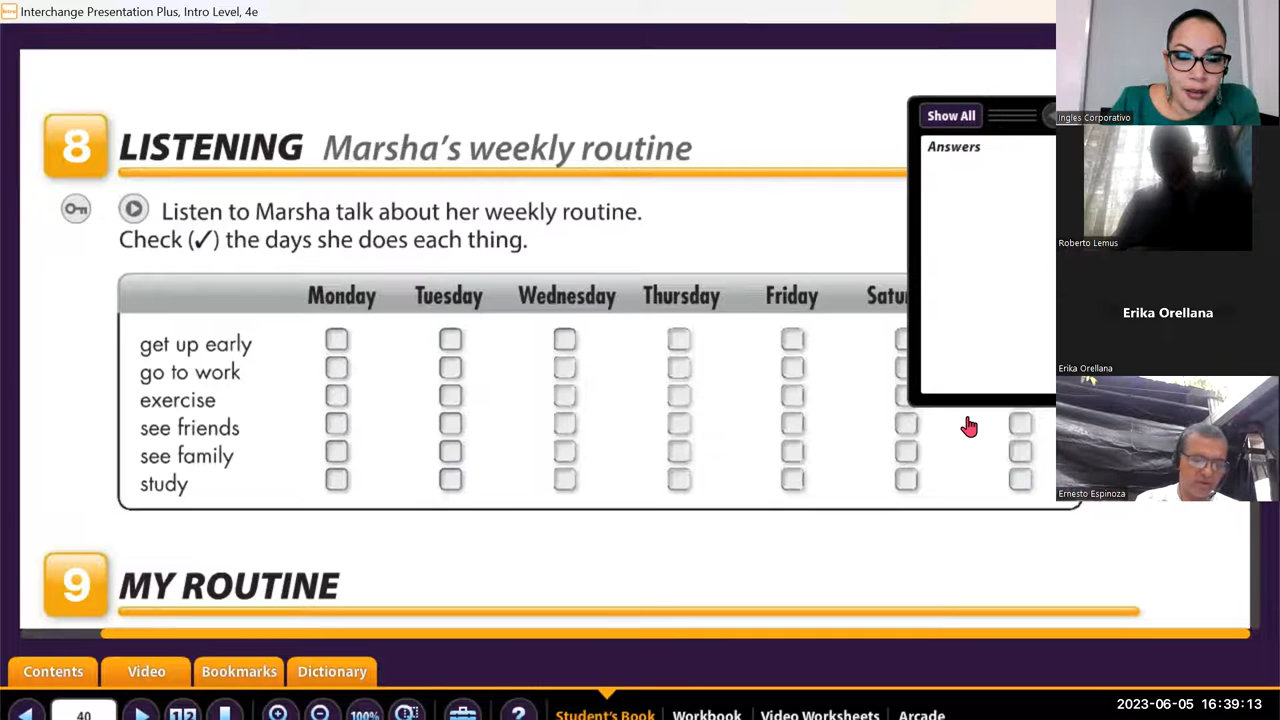 Interchange Presentation Plus, Intro Level, 4e
8 LISTENING Marsha's weekly routine
Listen to Marsha talk about her weekly routine.
Check (✓) the days she does each thing.
Monday Tuesday Wednesday Thursday Friday
get up early
go to work
exercise
see friends
see family
study
9 MY ROUTINE
Show All
Answers
Ingles Corporativo
Roberto Lemus
Erika Orellana
Erika Orellana
Ernesto Espinoza
Contents Video Bookmarks Dictionary
40 1 2 100% ? Student's Book Workbook Video Worksheets Arcade
2023-06-05 16:39:13